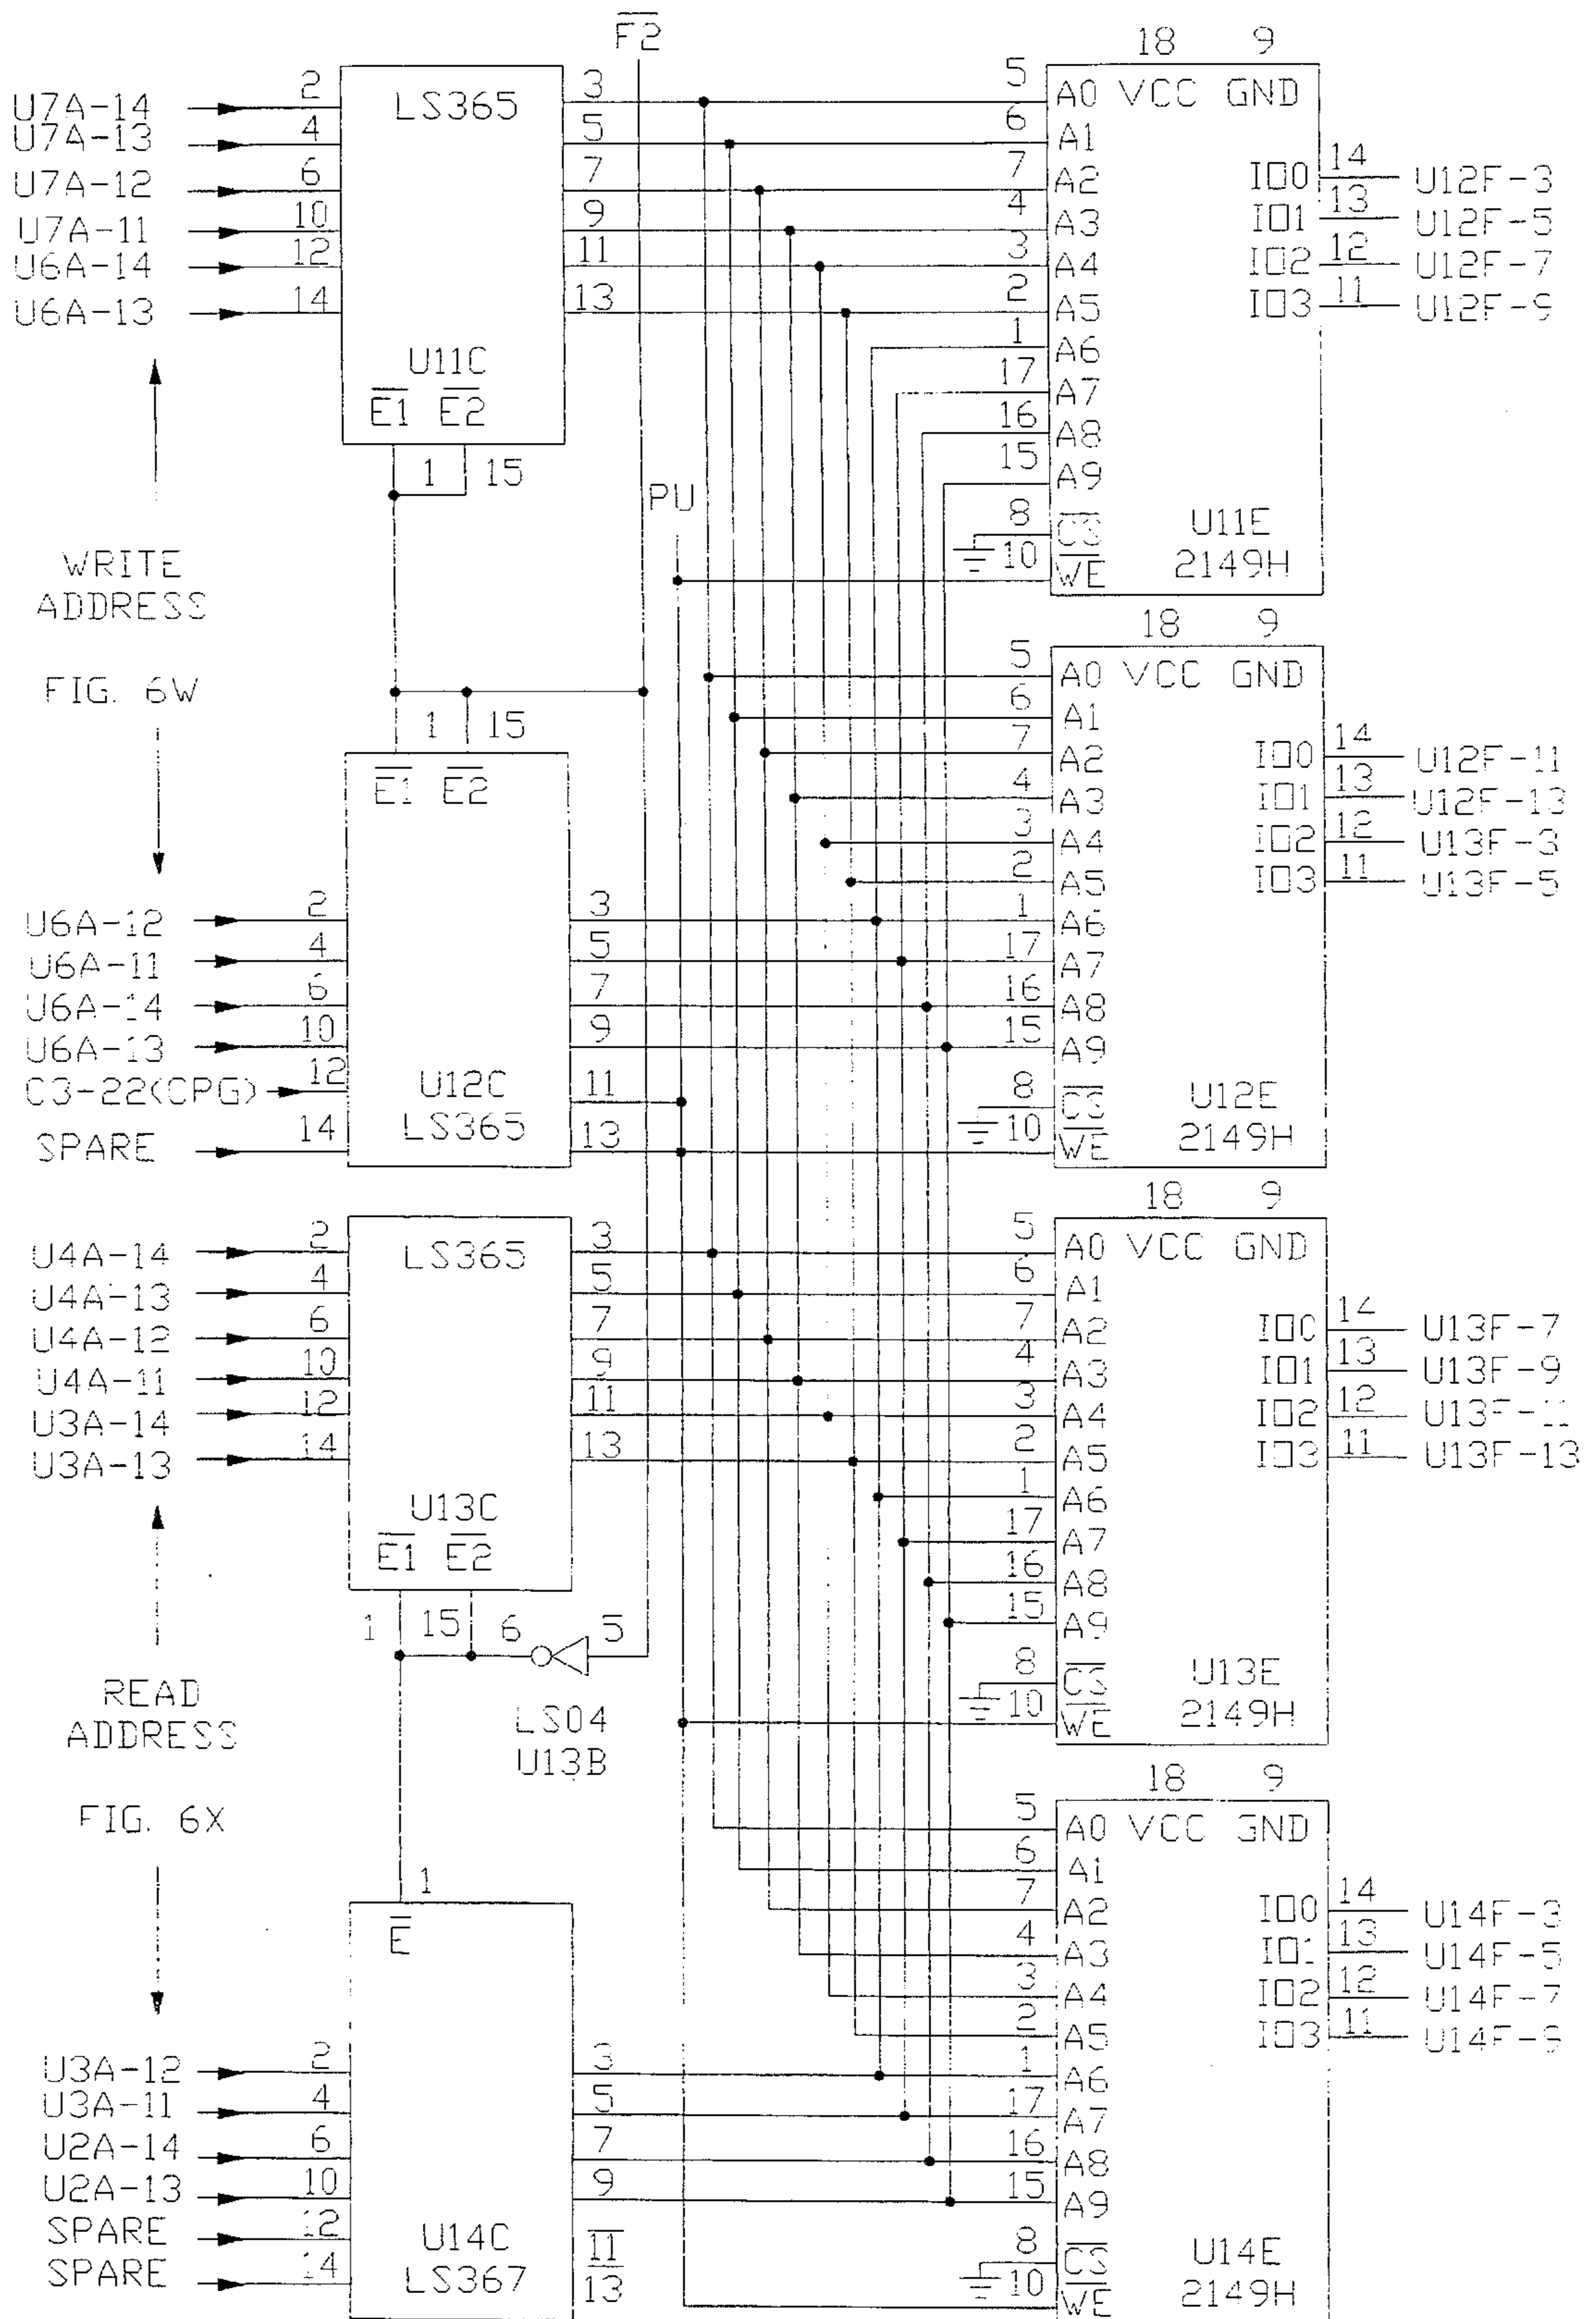 F2
18 9
U7A-14 2 LS365 3 5 A0 VCC GND
U7A-13 4 5 6 A1
U7A-12 6 7 7 A2 IO0 14 U12F-3
U7A-11 10 9 4 A3 IO1 13 U12F-5
U6A-14 12 11 3 A4 IO2 12 U12F-7
U6A-13 14 13 2 A5 IO3 11 U12F-9
U11C 1 A6
E1 E2 17 A7
16 A8
1 15 15 A9
PU
8 CS U11E
10 WE 2149H
WRITE
ADDRESS
FIG. 6W
18 9
5 A0 VCC GND
6 A1
1 15 7 A2 IO0 14 U12F-11
E1 E2 4 A3 IO1 13 U12F-13
3 A4 IO2 12 U13F-3
2 A5 IO3 11 U13F-5
U6A-12 2 3 1 A6
U6A-11 4 5 17 A7
U6A-14 6 7 16 A8
U6A-13 10 9 15 A9
C3-22(CPG) 12 U12C 11 8 CS U12E
SPARE 14 LS365 13 10 WE 2149H
18 9
U4A-14 2 LS365 3 5 A0 VCC GND
U4A-13 4 5 6 A1
U4A-12 6 7 7 A2 IO0 14 U13F-7
U4A-11 10 9 4 A3 IO1 13 U13F-9
U3A-14 12 11 3 A4 IO2 12 U13F-11
U3A-13 14 13 2 A5 IO3 11 U13F-13
U13C 1 A6
E1 E2 17 A7
16 A8
1 15 6 5 15 A9
READ
ADDRESS
LS04
U13B
8 CS U13E
10 WE 2149H
FIG. 6X
18 9
5 A0 VCC GND
6 A1
1 7 A2 IO0 14 U14F-3
E 4 A3 IO1 13 U14F-5
3 A4 IO2 12 U14F-7
2 A5 IO3 11 U14F-9
U3A-12 2 3 1 A6
U3A-11 4 5 17 A7
U2A-14 6 7 16 A8
U2A-13 10 9 15 A9
SPARE 12 U14C 11 8 CS U14E
SPARE 14 LS367 13 10 WE 2149H